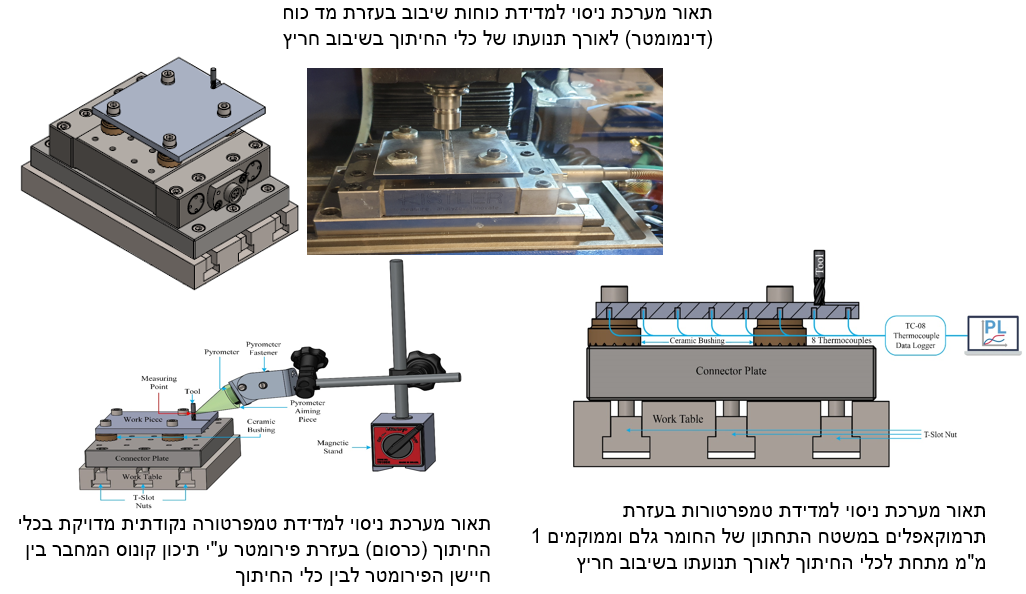 תאור מערכת ניסוי למדידת כוחות שיבוב בעזרת מד כוח
(דינמומטר) לאורך תנועתו של כלי החיתוך בשיבוב חריץ
Pyrometer
Pyrometer
Fastener
Measuring
Point
Tool
Work Piece
Pyrometer
Aiming
Piece
Ceramic
Bushing
Connector Plate
Work Table
T-Slot
Nuts
Magnetic
Stand
Tool
Ceramic Bushing
8 Thermocouples
TC-08
Thermocouple
Data Logger
PL
Connector Plate
Work Table
T-Slot Nut
תאור מערכת ניסוי למדידת טמפרטורה נקודתית מדויקת בכלי
החיתוך (כרסום) בעזרת פירומטר ע"י תיכון קונוס המחבר בין
חיישן הפירומטר לבין כלי החיתוך
תאור מערכת ניסוי למדידת טמפרטורות בעזרת
תרמוקאפלים במשטח התחתון של החומר גלם וממוקמים 1
מ"מ מתחת לכלי החיתוך לאורך תנועתו בשיבוב חריץ